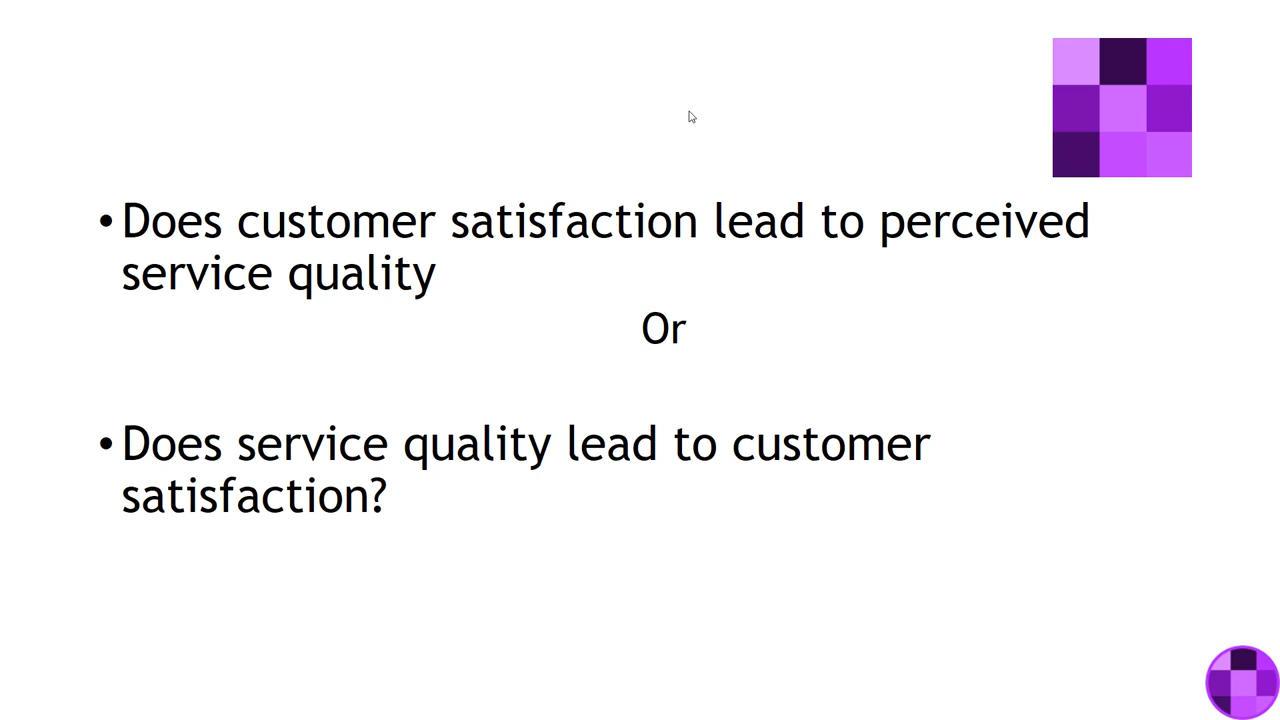 •Does customer satisfaction lead to perceived
service quality
Or
•Does service quality lead to customer
satisfaction?